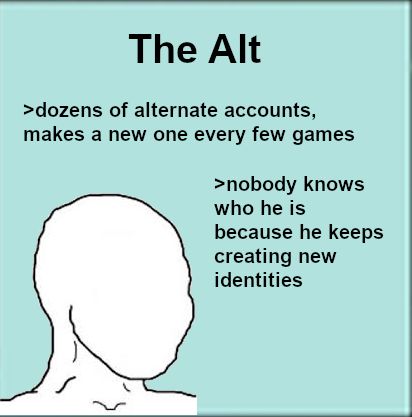 The Alt
>dozens of alternate accounts,
makes a new one every few games
>nobody knows
who he is
because he keeps
creating new
identities